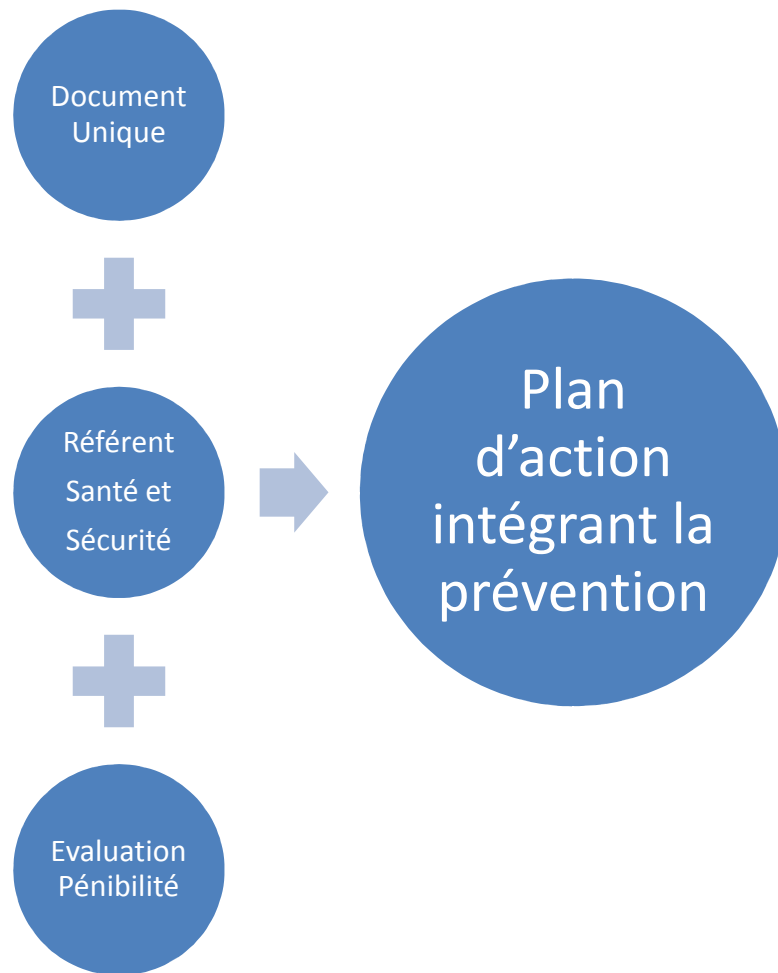 Document
Unique
Référent
Santé et
Sécurité
Evaluation
Pénibilité
Plan
d’action
intégrant la
prévention